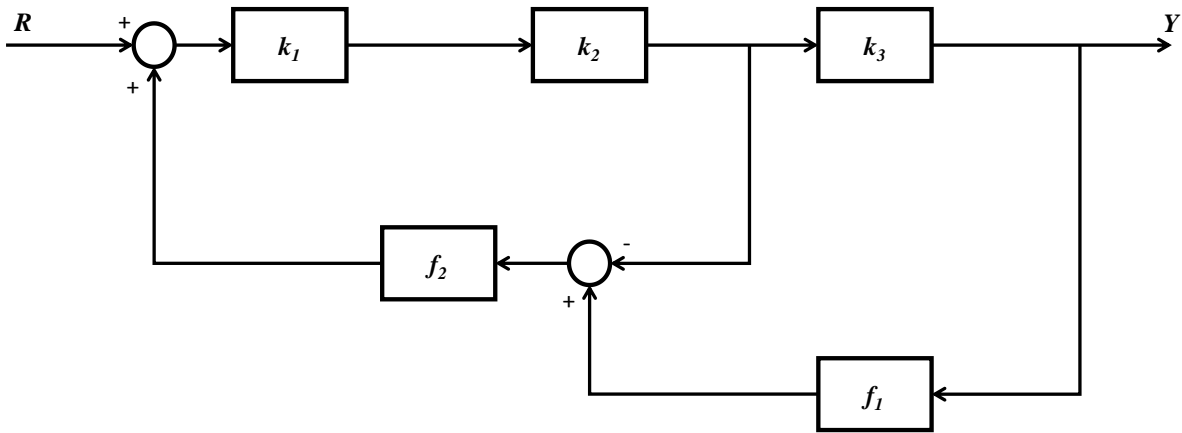 R
+
k₁
k₂
k₃
Y
+
f₂
-
+
f₁